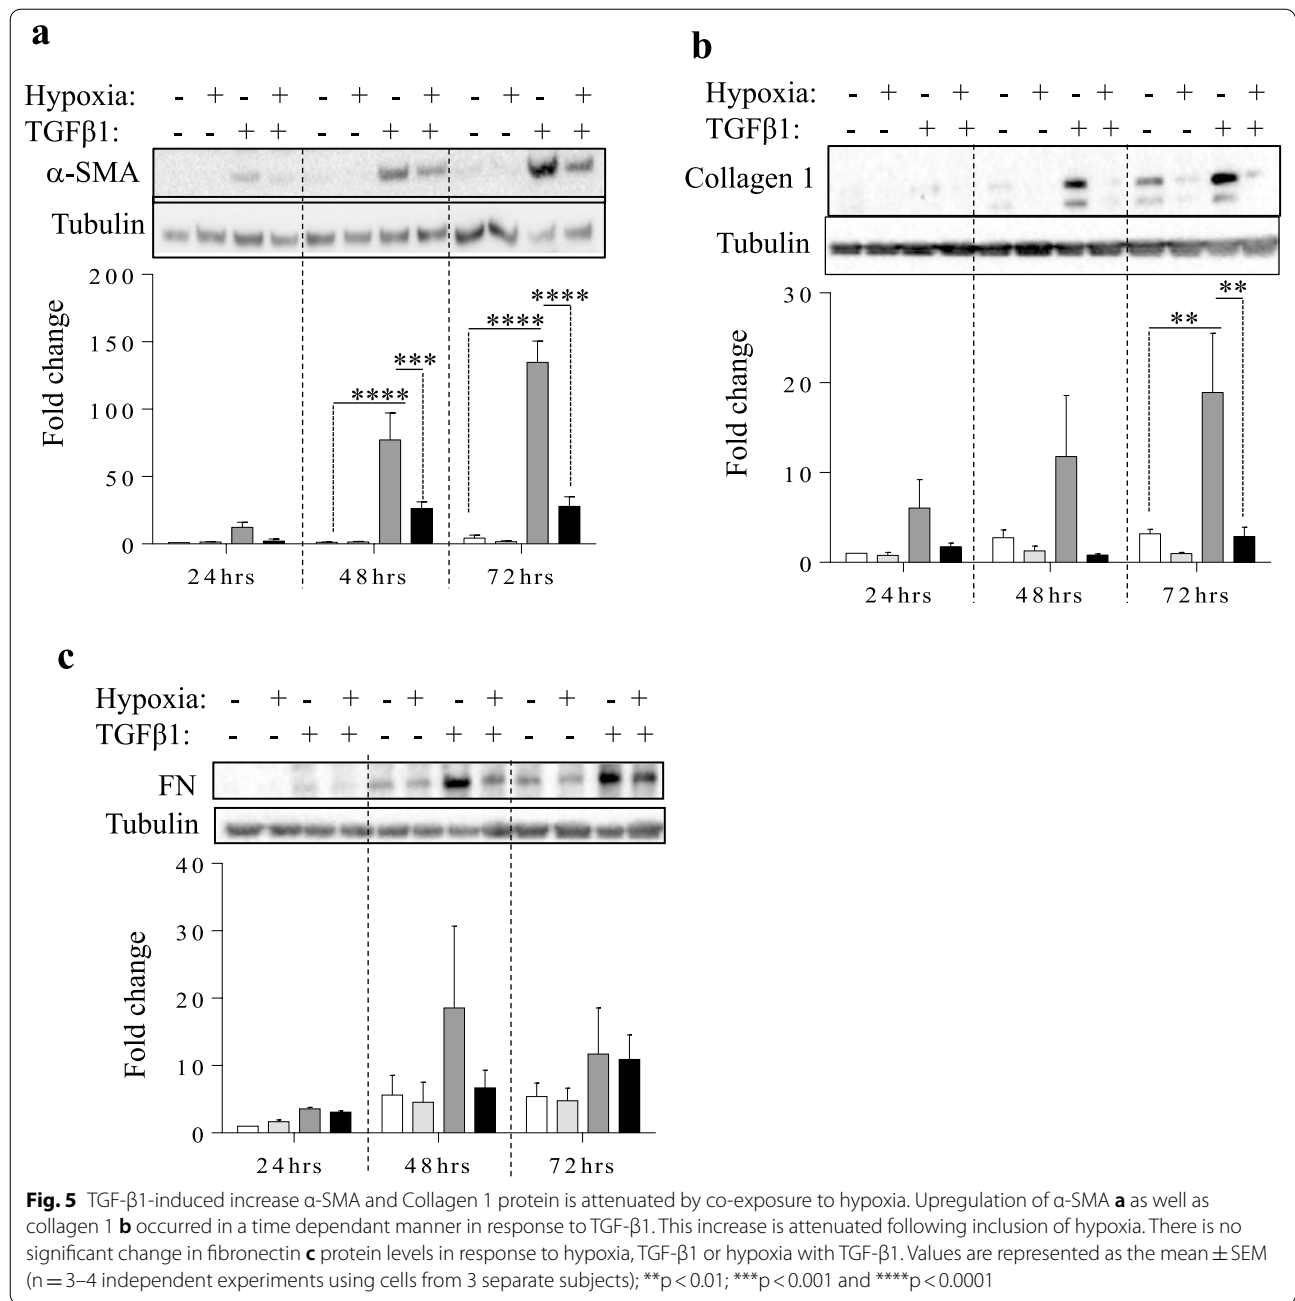 a
Hypoxia: - + - + - + - + - + - +
TGFβ1: - - + + - - + + - - + +
α-SMA
Tubulin
Fold change
200
150
100
50
0
****
***
****
****
24hrs 48hrs 72hrs
b
Hypoxia: - + - + - + - + - + - +
TGFβ1: - - + + - - + + - - + +
Collagen 1
Tubulin
Fold change
30
20
10
0
**
**
24hrs 48hrs 72hrs
c
Hypoxia: - + - + - + - + - + - +
TGFβ1: - - + + - - + + - - + +
FN
Tubulin
Fold change
40
30
20
10
0
24hrs 48hrs 72hrs
Fig. 5 TGF-β1-induced increase α-SMA and Collagen 1 protein is attenuated by co-exposure to hypoxia. Upregulation of α-SMA a as well as
collagen 1 b occurred in a time dependant manner in response to TGF-β1. This increase is attenuated following inclusion of hypoxia. There is no
significant change in fibronectin c protein levels in response to hypoxia, TGF-β1 or hypoxia with TGF-β1. Values are represented as the mean ± SEM
(n = 3–4 independent experiments using cells from 3 separate subjects); **p < 0.01; ***p < 0.001 and ****p < 0.0001